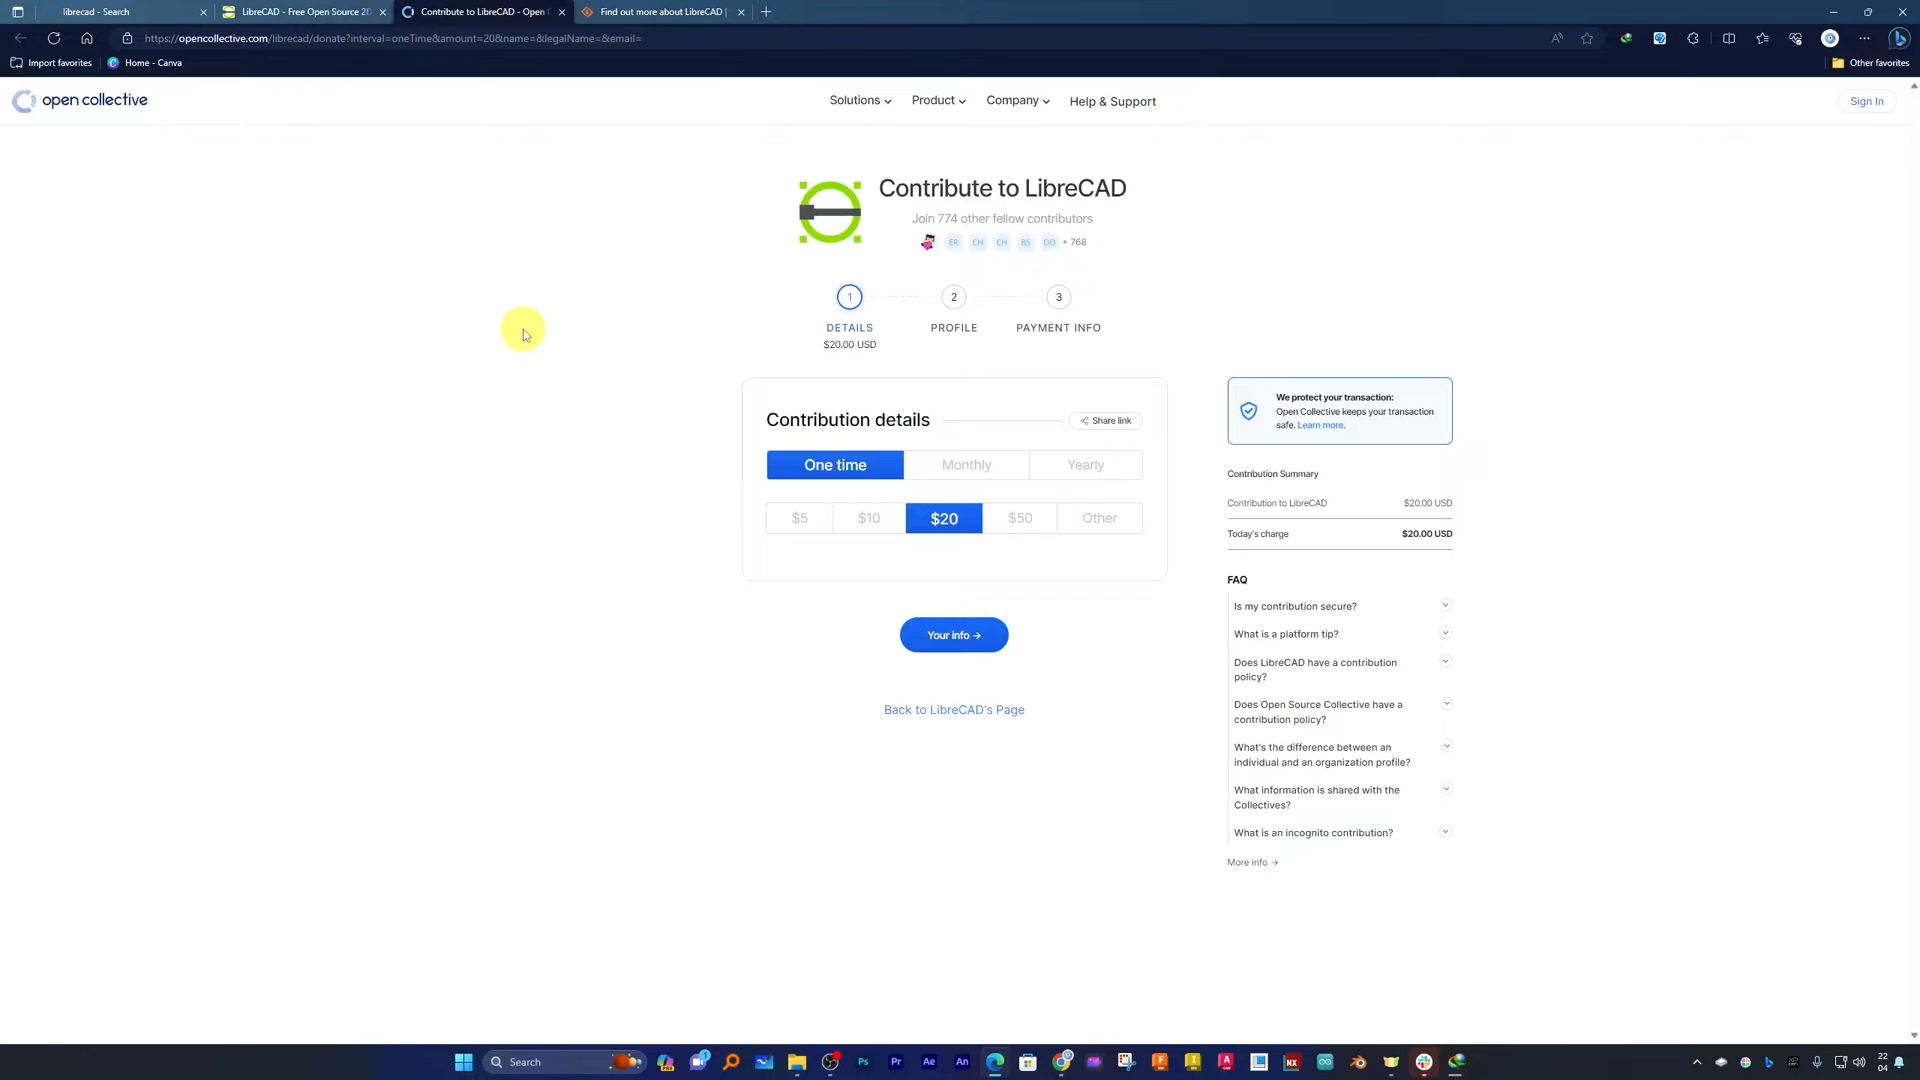 librecad - Search
LibreCAD - Free Open Source 2D
Contribute to LibreCAD - Open C
Find out more about LibreCAD |
https://opencollective.com/librecad/donate?interval=oneTime&amount=20&name=&legalName=&email=
Import favorites
Home - Canva
Other favorites
open collective
Solutions
Product
Company
Help & Support
Sign In
Contribute to LibreCAD
Join 774 other fellow contributors
ER CH CH BS DO + 768
1 2 3
DETAILS PROFILE PAYMENT INFO
$20.00 USD
Contribution details
Share link
One time Monthly Yearly
$5 $10 $20 $50 Other
Your info →
Back to LibreCAD's Page
We protect your transaction:
Open Collective keeps your transaction
safe. Learn more.
Contribution Summary
Contribution to LibreCAD $20.00 USD
Today's charge $20.00 USD
FAQ
Is my contribution secure?
What is a platform tip?
Does LibreCAD have a contribution
policy?
Does Open Source Collective have a
contribution policy?
What's the difference between an
individual and an organization profile?
What information is shared with the
Collectives?
What is an incognito contribution?
More info →
Search
Ps Pr Ae An
NX
22
04